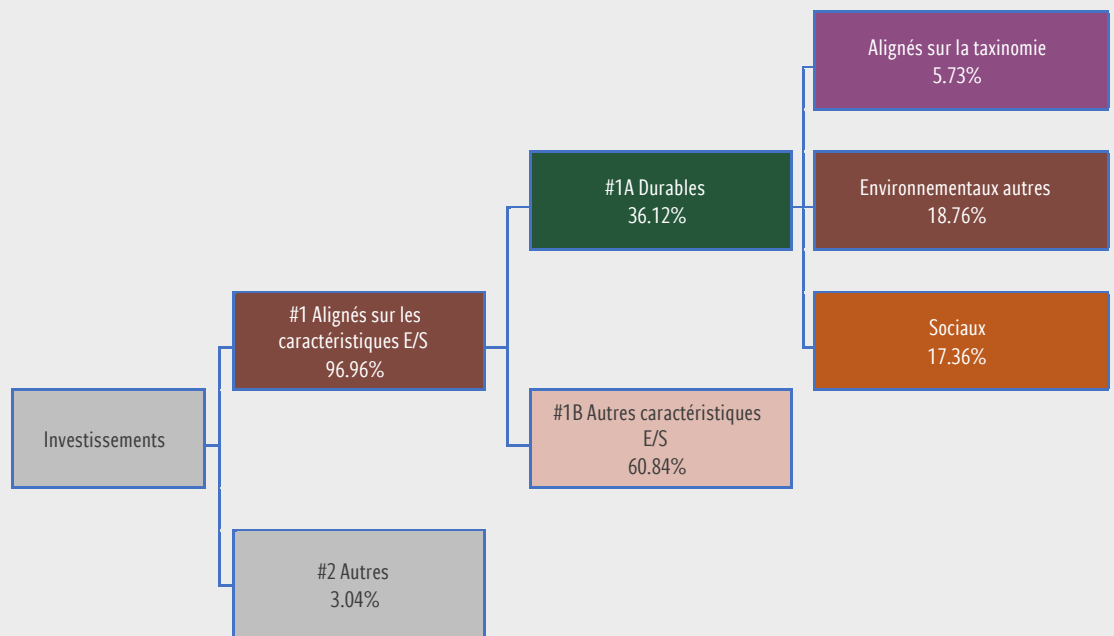 Alignés sur la taxinomie
5.73%
#1A Durables
36.12%
Environnementaux autres
18.76%
#1 Alignés sur les
caractéristiques E/S
96.96%
Sociaux
17.36%
Investissements
#1B Autres caractéristiques
E/S
60.84%
#2 Autres
3.04%